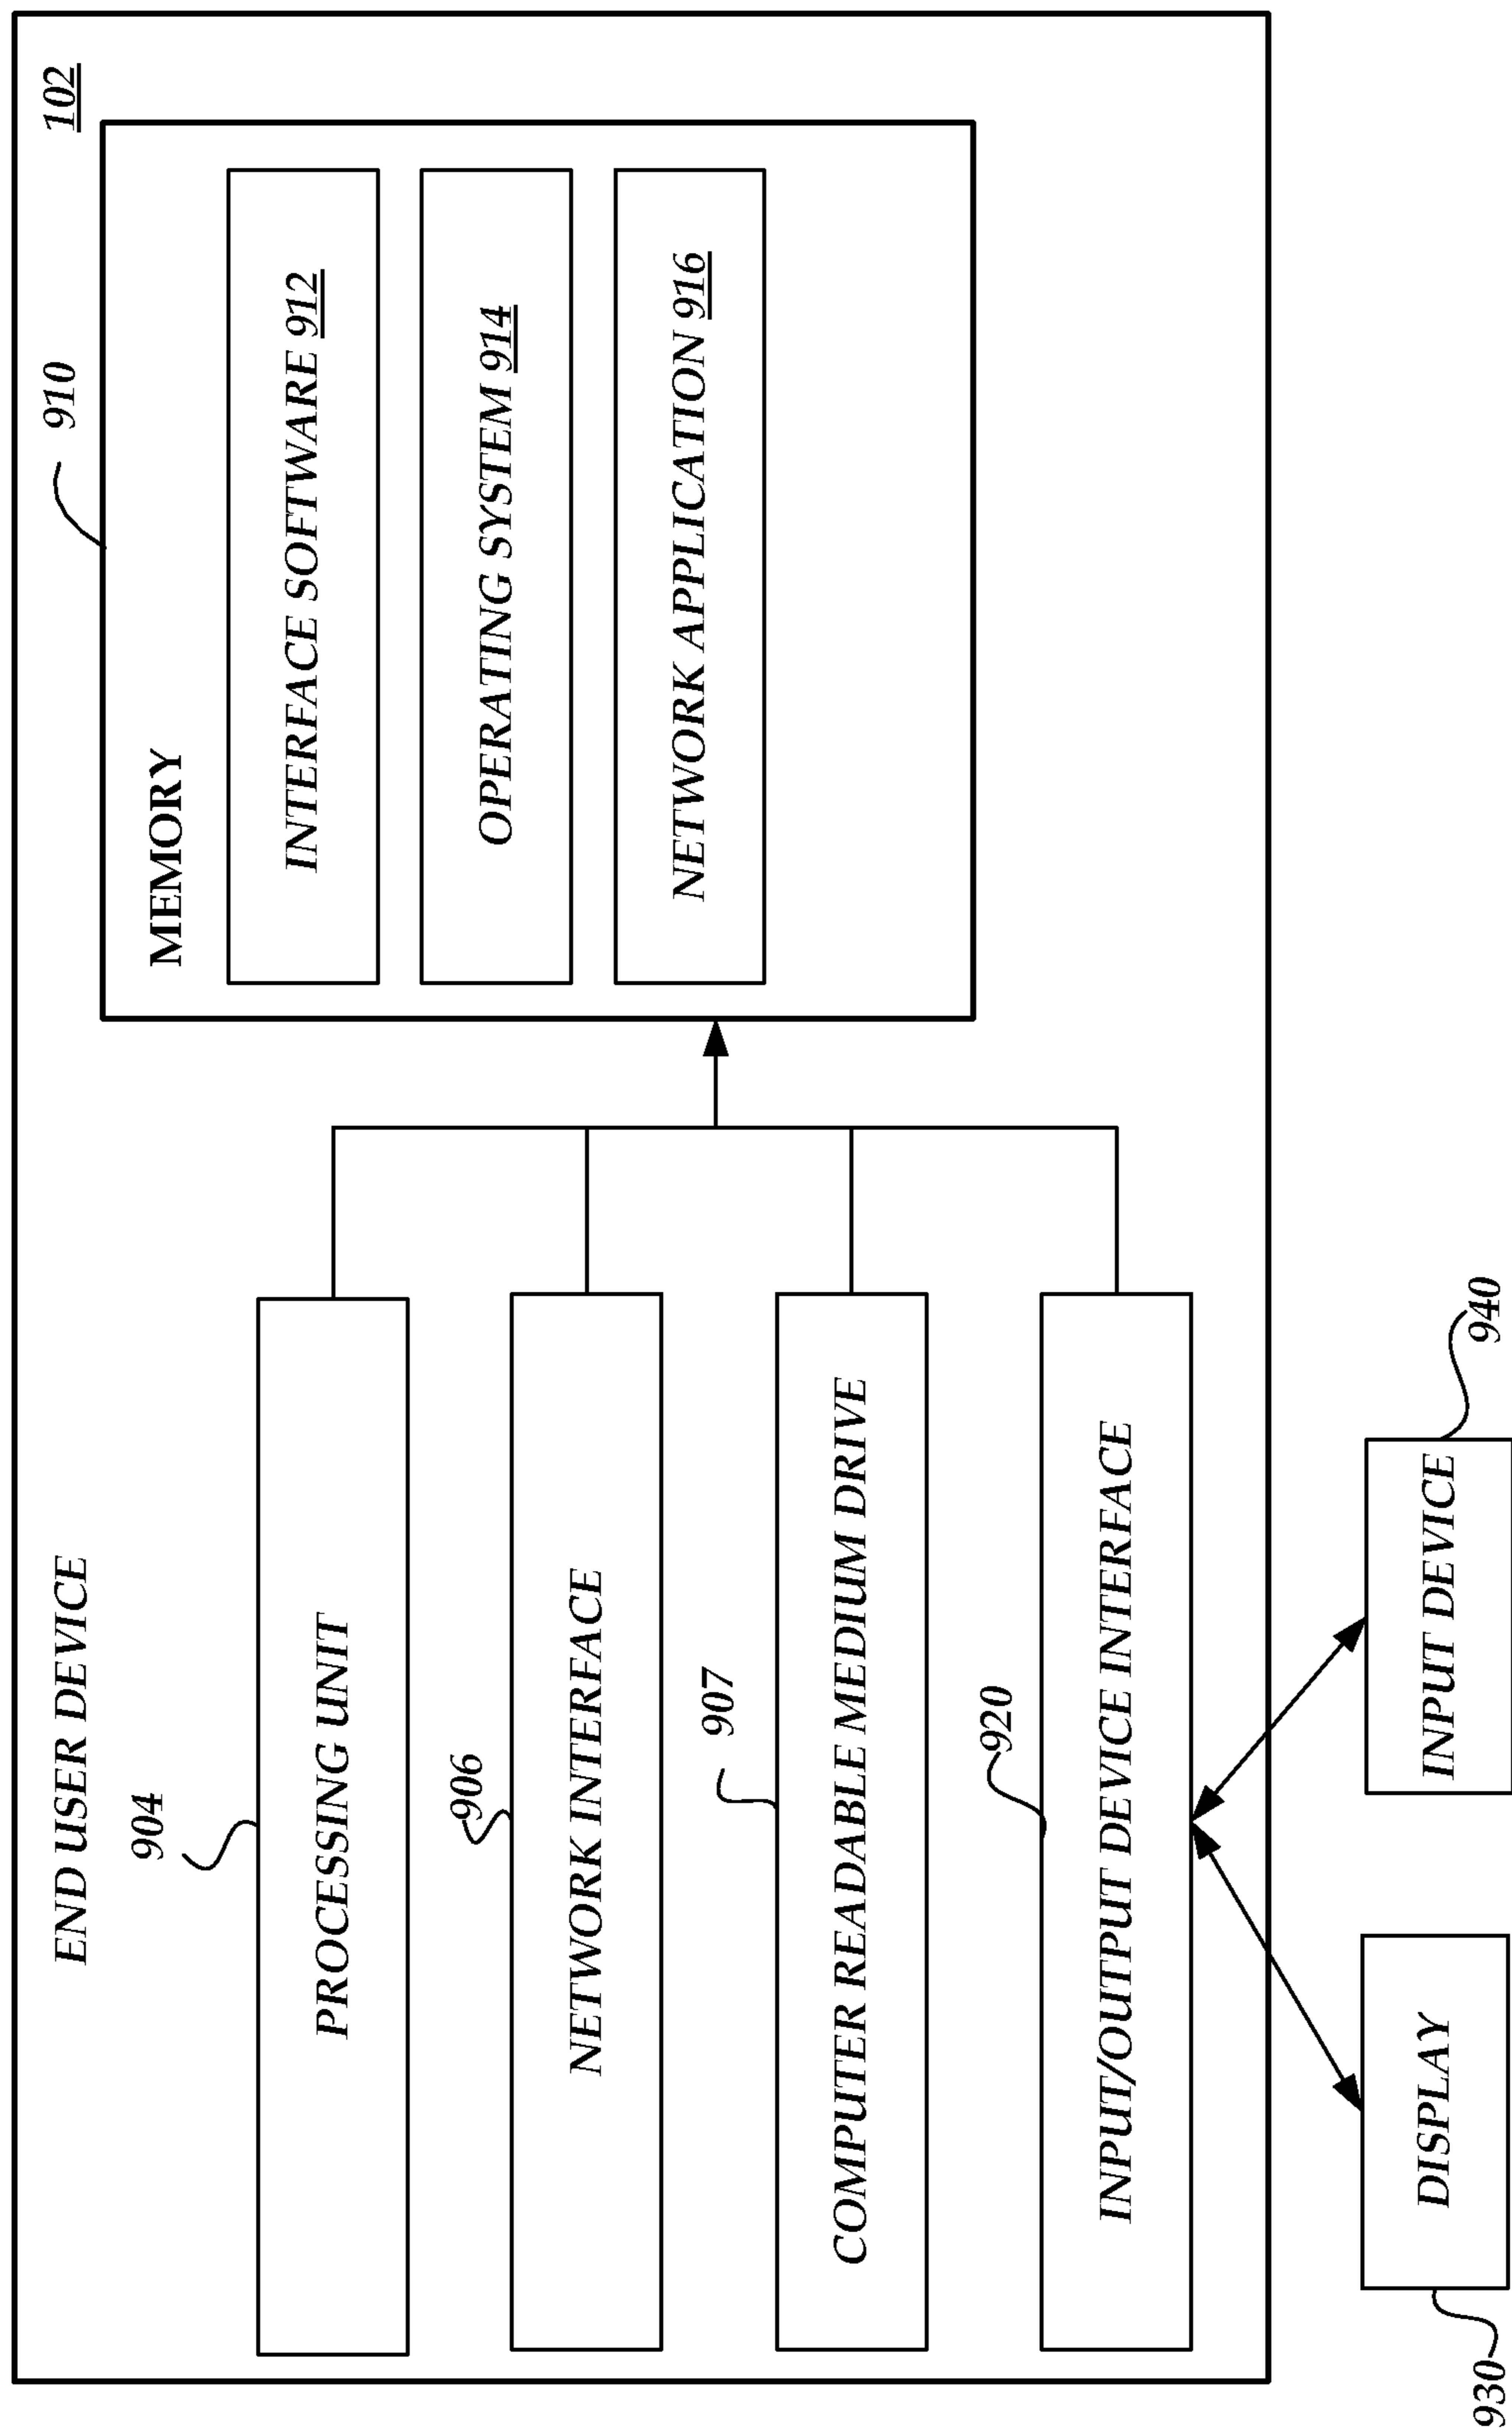 END USER DEVICE
102
904
PROCESSING UNIT
906
NETWORK INTERFACE
907
COMPUTER READABLE MEDIUM DRIVE
920
INPUT/OUTPUT DEVICE INTERFACE
910
MEMORY
INTERFACE SOFTWARE 912
OPERATING SYSTEM 914
NETWORK APPLICATION 916
DISPLAY
930
INPUT DEVICE
940